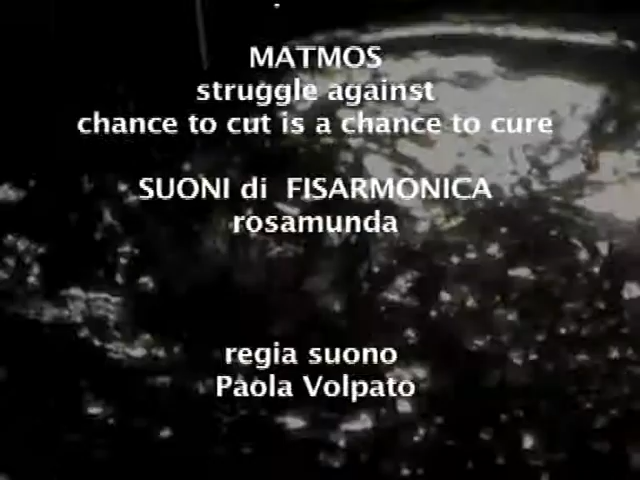 MATMOS
struggle against
chance to cut is a chance to cure
SUONI di FISARMONICA
rosamunda
regia suono
Paola Volpato